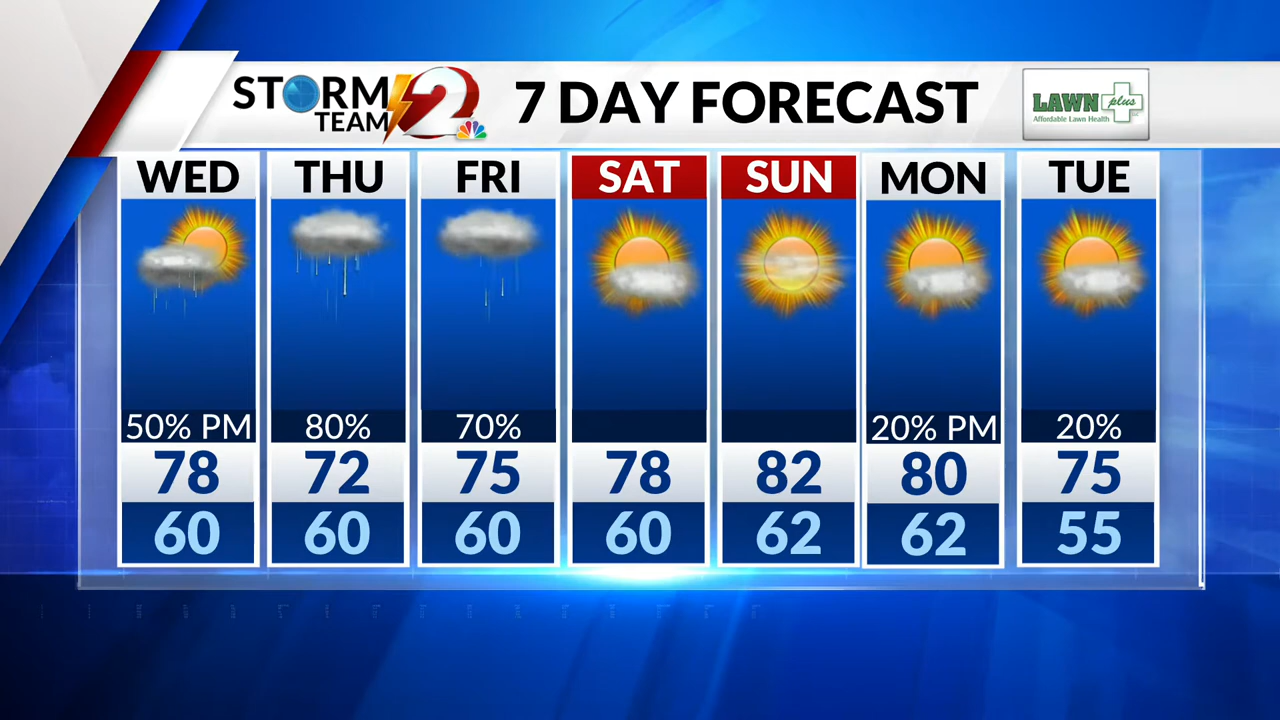 STORM
TEAM
2
7 DAY FORECAST
LAWN plus
Affordable Lawn Health
WED THU FRI SAT SUN MON TUE
50% PM 80% 70% 20% PM 20%
78 72 75 78 82 80 75
60 60 60 60 62 62 55